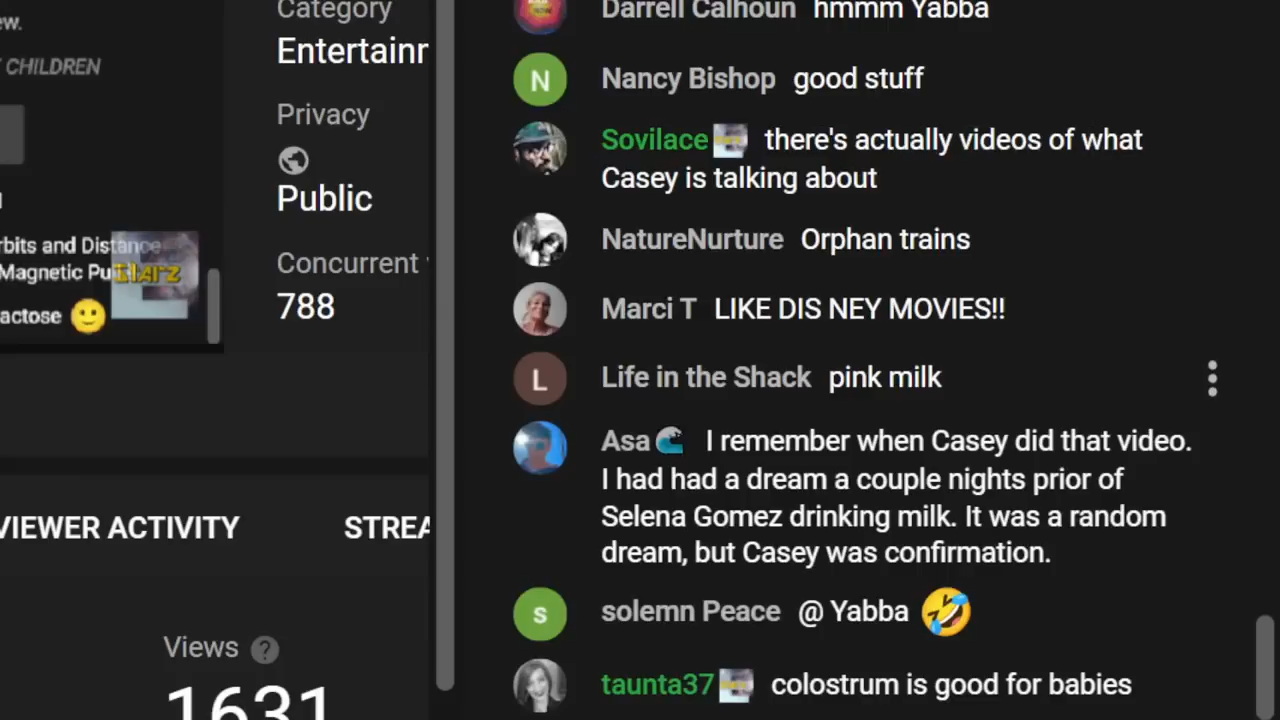 ew.
CHILDREN
rbits and Distance
Magnetic Pu
actose 🙂
Category
Entertainr
Privacy
Public
Concurrent
788
VIEWER ACTIVITY
STREA
Views ?
1631
Darrell Calhoun hmmm Yabba
N Nancy Bishop good stuff
Sovilace there's actually videos of what
Casey is talking about
NatureNurture Orphan trains
Marci T LIKE DIS NEY MOVIES!!
L Life in the Shack pink milk
Asa🌊 I remember when Casey did that video.
I had had a dream a couple nights prior of
Selena Gomez drinking milk. It was a random
dream, but Casey was confirmation.
s solemn Peace @ Yabba 🤣
taunta37 colostrum is good for babies